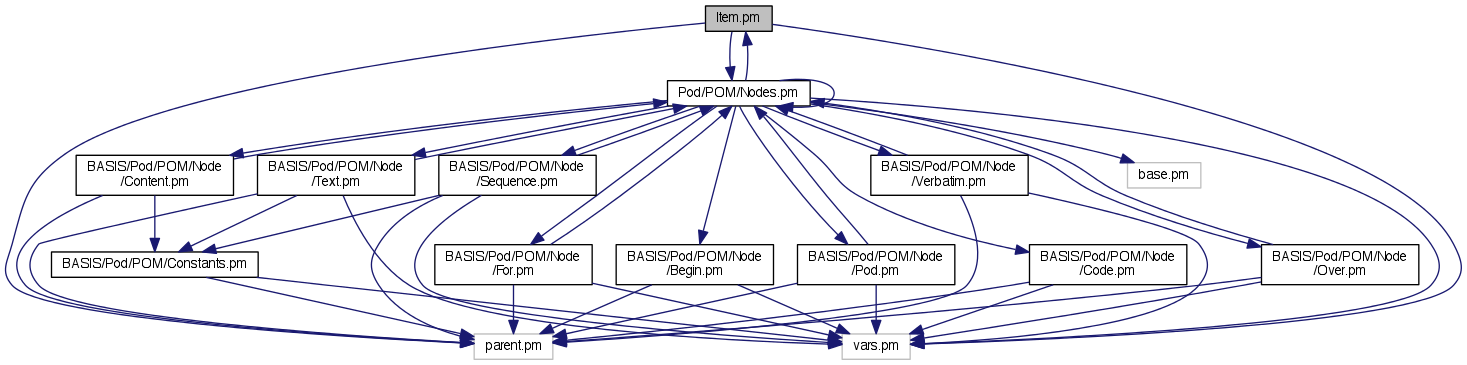 Item.pm
Pod/POM/Nodes.pm
BASIS/Pod/POM/Node
/Content.pm
BASIS/Pod/POM/Node
/Text.pm
BASIS/Pod/POM/Node
/Sequence.pm
BASIS/Pod/POM/Node
/Verbatim.pm
base.pm
BASIS/Pod/POM/Constants.pm
BASIS/Pod/POM/Node
/For.pm
BASIS/Pod/POM/Node
/Begin.pm
BASIS/Pod/POM/Node
/Pod.pm
BASIS/Pod/POM/Node
/Code.pm
BASIS/Pod/POM/Node
/Over.pm
parent.pm
vars.pm